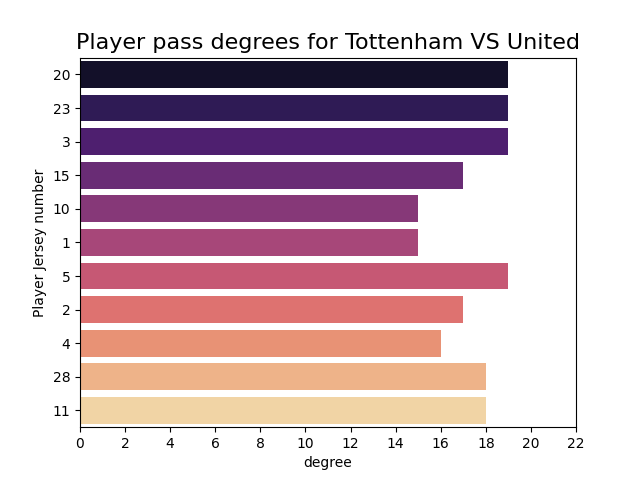 Player pass degrees for Tottenham VS United
Player Jersey number
20
23
3
15
10
1
5
2
4
28
11
0 2 4 6 8 10 12 14 16 18 20 22
degree